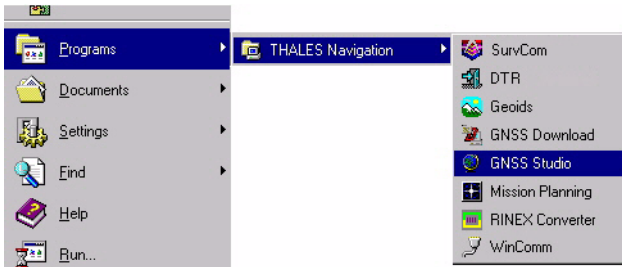 Programs
Documents
Settings
Find
Help
Run...
THALES Navigation
SurvCom
DTR
Geoids
GNSS Download
GNSS Studio
Mission Planning
RINEX Converter
WinComm